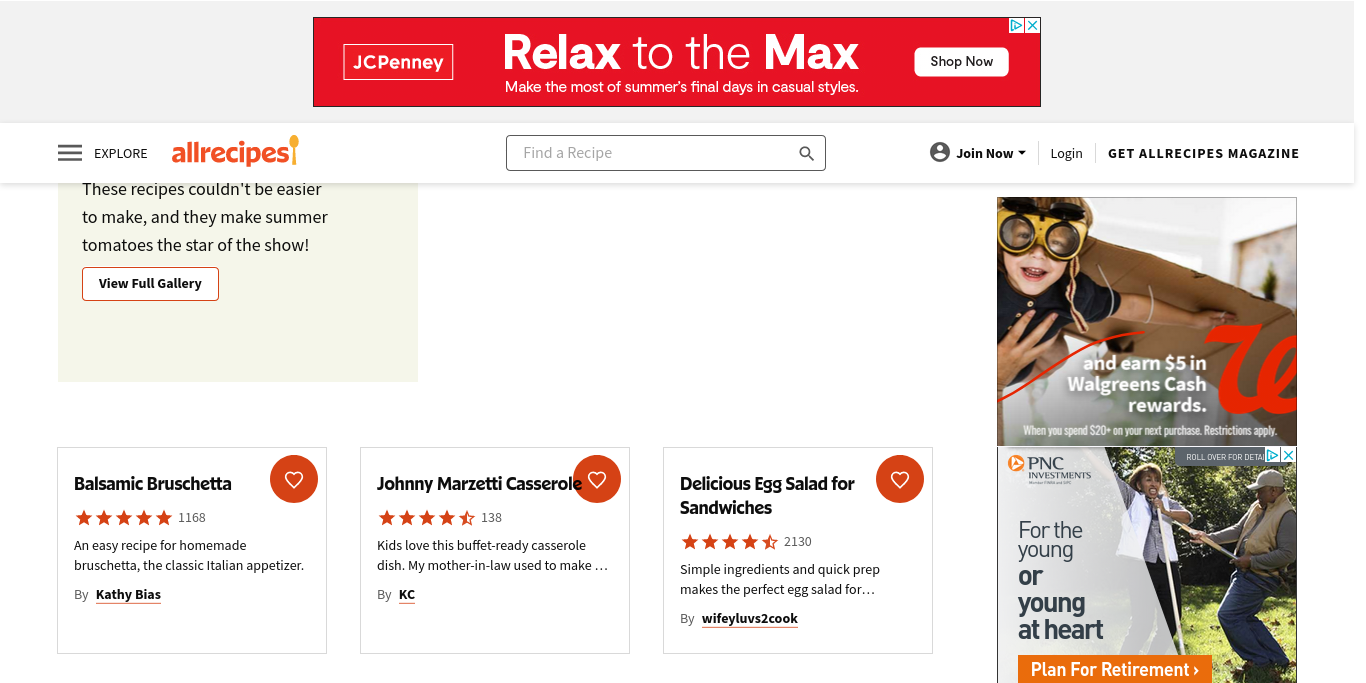 JCPenney
Relax to the Max
Make the most of summer's final days in casual styles.
Shop Now
EXPLORE
allrecipes
Find a Recipe
Join Now
Login
GET ALLRECIPES MAGAZINE
These recipes couldn't be easier
to make, and they make summer
tomatoes the star of the show!
View Full Gallery
and earn $5 in
Walgreens Cash
rewards.
When you spend $20+ on your next purchase. Restrictions apply.
Balsamic Bruschetta
1168
An easy recipe for homemade
bruschetta, the classic Italian appetizer.
By Kathy Bias
Johnny Marzetti Casserole
138
Kids love this buffet-ready casserole
dish. My mother-in-law used to make …
By KC
Delicious Egg Salad for
Sandwiches
2130
Simple ingredients and quick prep
makes the perfect egg salad for…
By wifeyluvs2cook
ROLL OVER FOR DETAI
PNC
INVESTMENTS
For the
young
or
young
at heart
Plan For Retirement ›